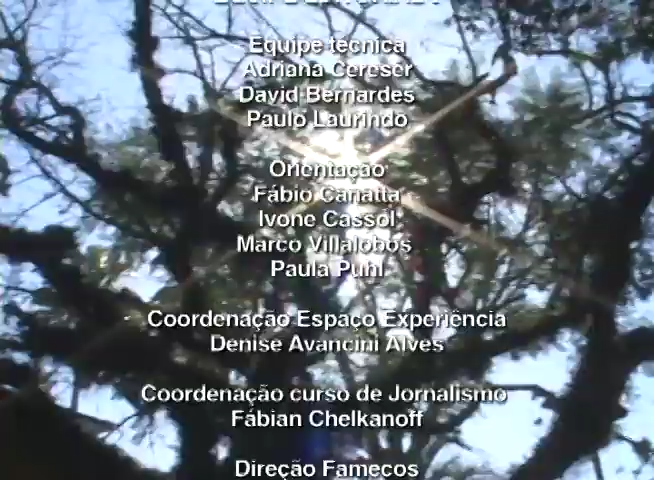 Equipe técnica
Adriana Cereser
David Bernardes
Paulo Laurindo
Orientação
Fábio Canatta
Ivone Cassol
Marco Villalobos
Paula Puhl
Coordenação Espaço Experiência
Denise Avancini Alves
Coordenação curso de Jornalismo
Fábian Chelkanoff
Direção Famecos